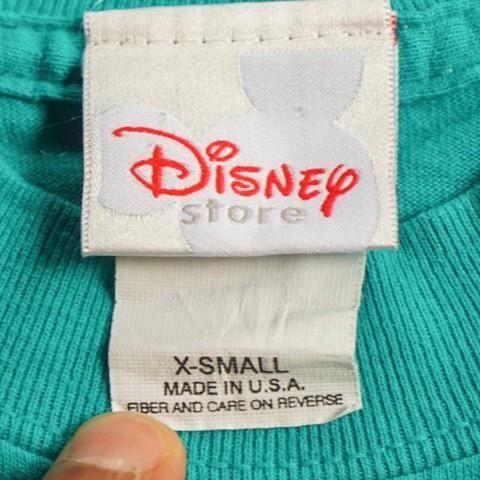 Disney
store
X-SMALL
MADE IN U.S.A.
FIBER AND CARE ON REVERSE